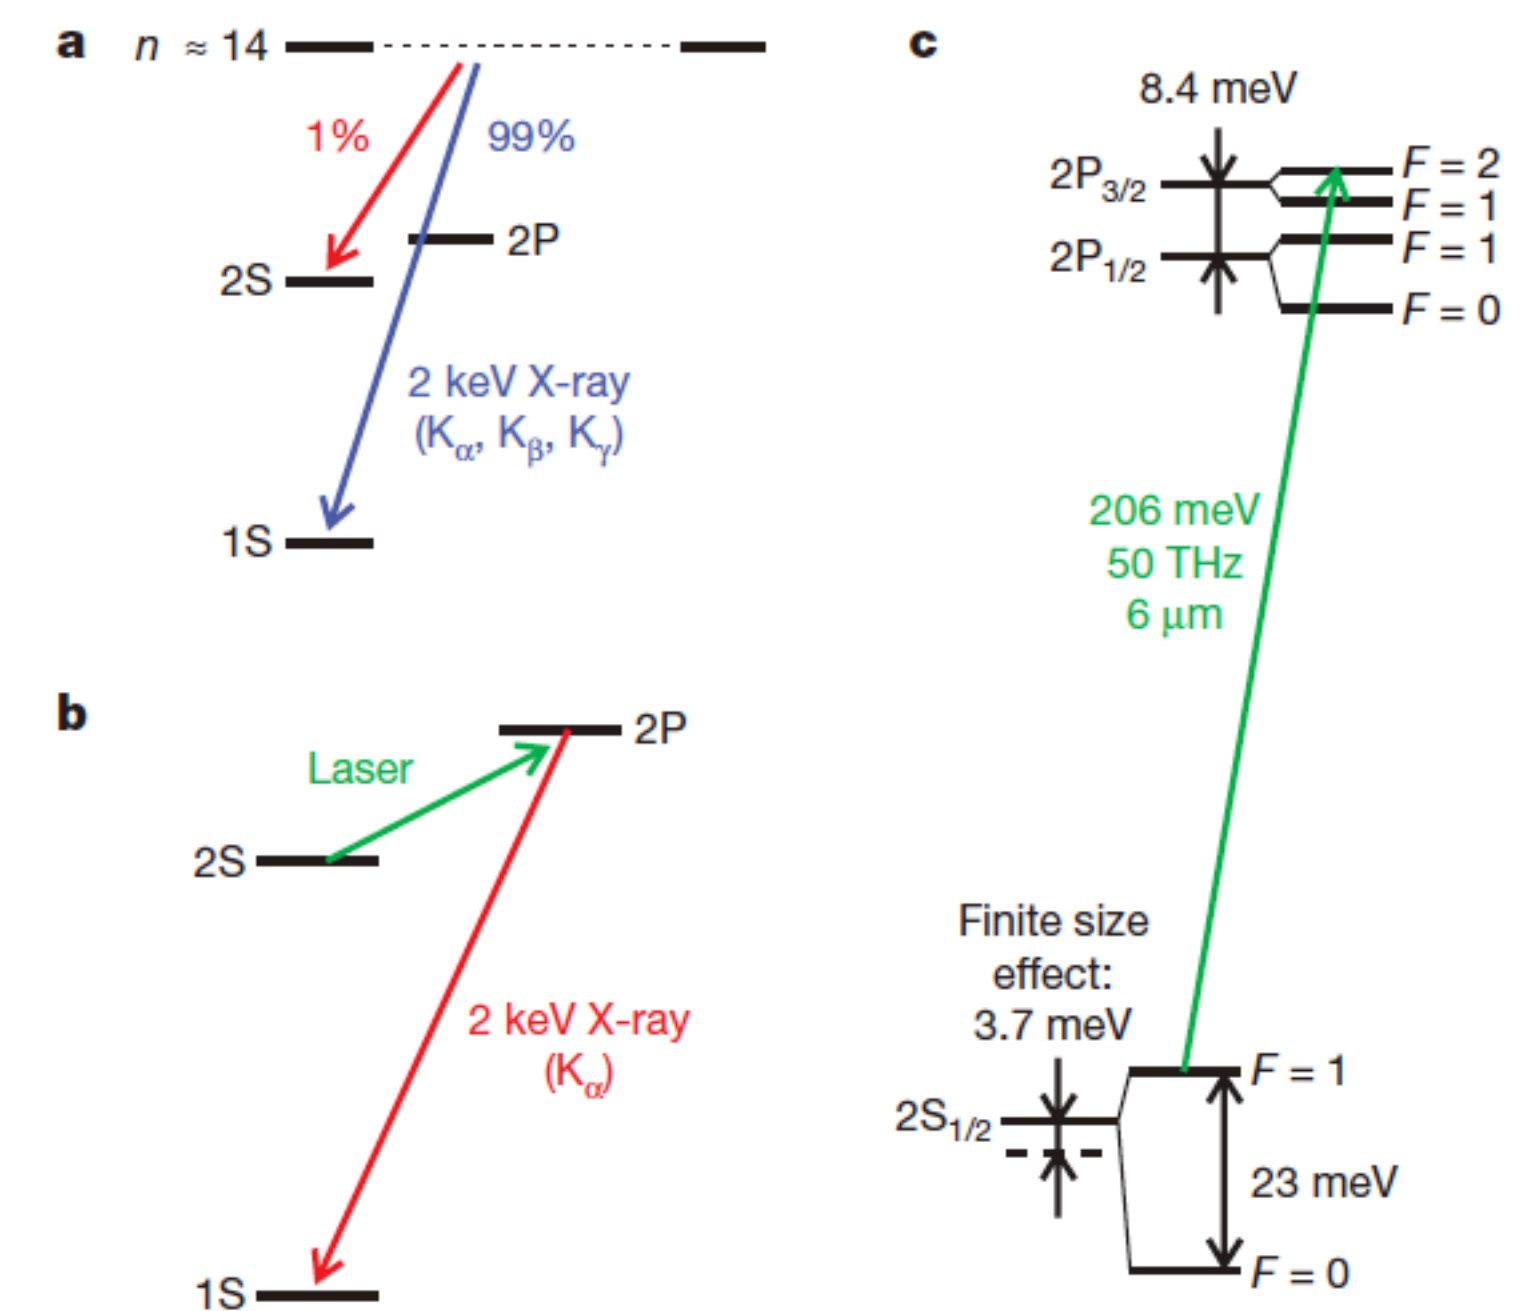 a
n ≈ 14
1%
99%
2P
2S
2 keV X-ray
(Kα, Kβ, Kγ)
1S
b
2P
Laser
2S
2 keV X-ray
(Kα)
1S
c
8.4 meV
2P3/2
F = 2
F = 1
2P1/2
F = 1
F = 0
206 meV
50 THz
6 μm
Finite size
effect:
3.7 meV
F = 1
2S1/2
23 meV
F = 0